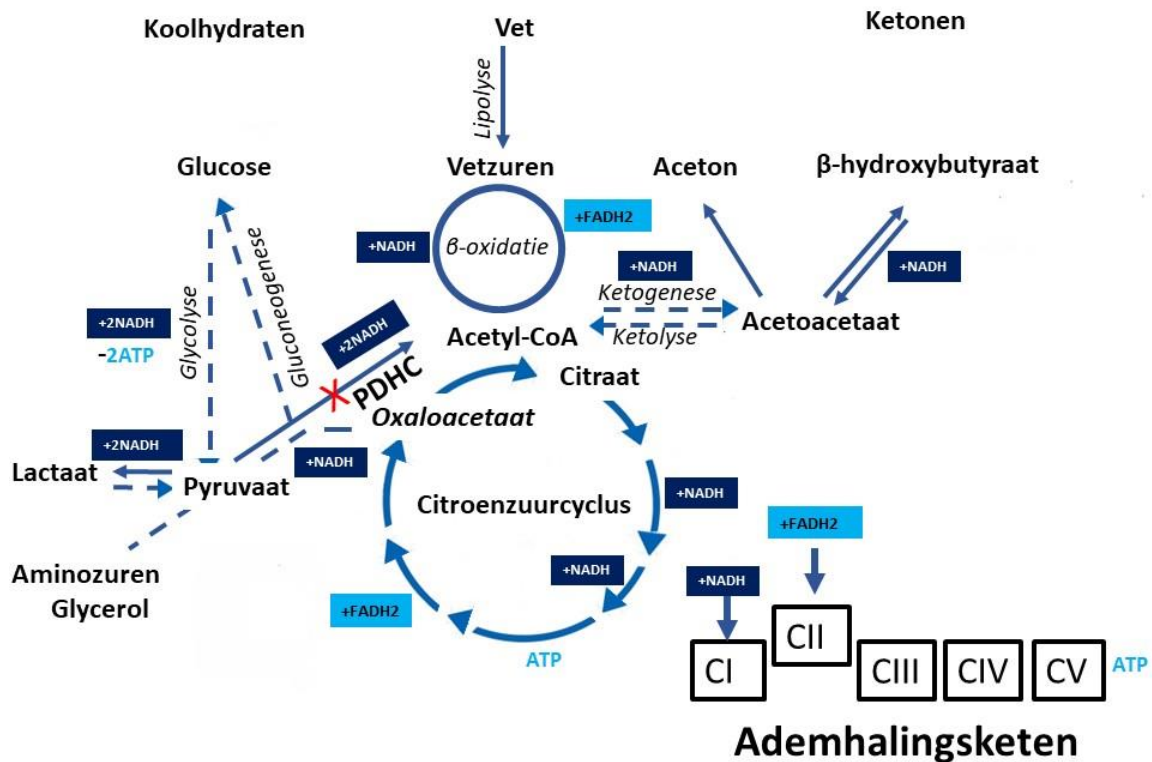 Koolhydraten
Vet
Ketonen
Lipolyse
Glucose
Vetzuren
Aceton
β-hydroxybutyraat
+FADH2
+NADH
β-oxidatie
+NADH
+NADH
Ketogenese
Ketolyse
Acetoacetaat
Acetyl-CoA
+2NADH
-2ATP
Glycolyse
Gluconeogenese
+2NADH
PDHC
Citraat
Oxaloacetaat
+2NADH
+NADH
Lactaat
Pyruvaat
Citroenzuurcyclus
+NADH
Aminozuren
Glycerol
+NADH
+FADH2
ATP
+FADH2
+NADH
CI
CII
CIII
CIV
CV
ATP
Ademhalingsketen